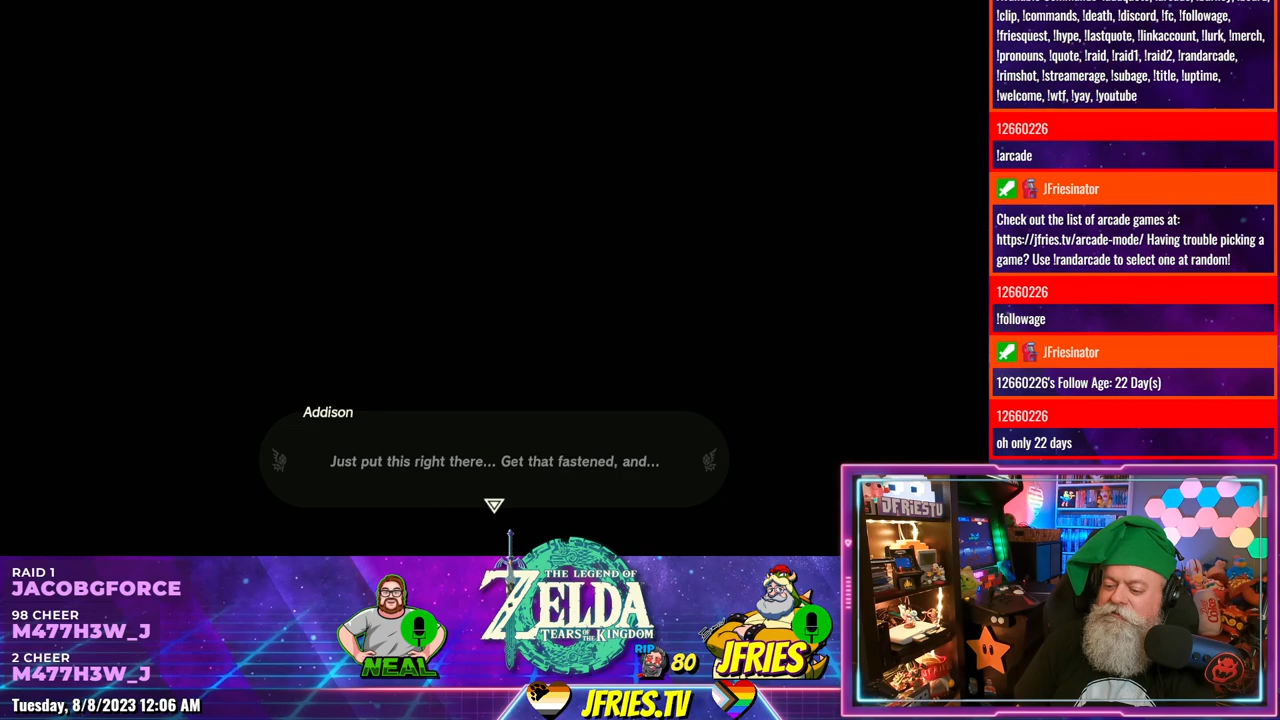 !clip, !commands, !death, !discord, !fc, !followage,
!friesquest, !hype, !lastquote, !linkaccount, !lurk, !merch,
!pronouns, !quote, !raid, !raid1, !raid2, !randarcade,
!rimshot, !streamerage, !subage, !title, !uptime,
!welcome, !wtf, !yay, !youtube
12660226
!arcade
JFriesinator
Check out the list of arcade games at:
https://jfries.tv/arcade-mode/ Having trouble picking a
game? Use !randarcade to select one at random!
12660226
!followage
JFriesinator
12660226's Follow Age: 22 Day(s)
12660226
oh only 22 days
Addison
Just put this right there... Get that fastened, and...
RAID 1
JACOBGFORCE
98 CHEER
M477H3W_J
2 CHEER
M477H3W_J
Tuesday, 8/8/2023 12:06 AM
NEAL
THE LEGEND OF
ZELDA
TEARS OF THE KINGDOM
RIP
80
JFRIES
JFRIES.TV
JFRIESTV